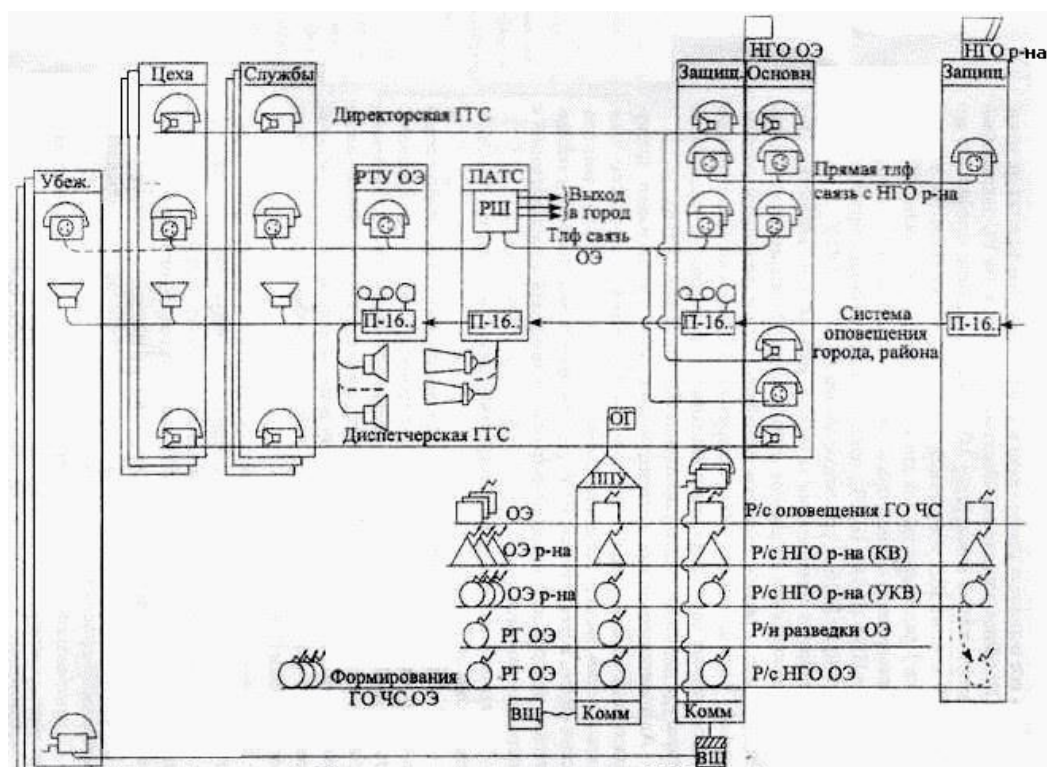 НГО ОЭ
НГО р-на
Цеха
Службы
Защищ.
Основн.
Защищ.
Директорская ГГС
Убеж.
РТУ ОЭ
ПАТС
РШ
Выход
в город
Прямая тлф
связь с НГО р-на
Тлф связь
ОЭ
П-16..
П-16..
П-16..
П-16..
Система
оповещения
города, района
Диспетчерская ГГС
ОГ
ППУ
ОЭ
Р/с оповещения ГО ЧС
ОЭ р-на
Р/с НГО р-на (КВ)
ОЭ р-на
Р/с НГО р-на (УКВ)
РГ ОЭ
Р/н разведки ОЭ
Формирования
ГО ЧС ОЭ
РГ ОЭ
Р/с НГО ОЭ
ВЩ
Комм
Комм
ВЩ